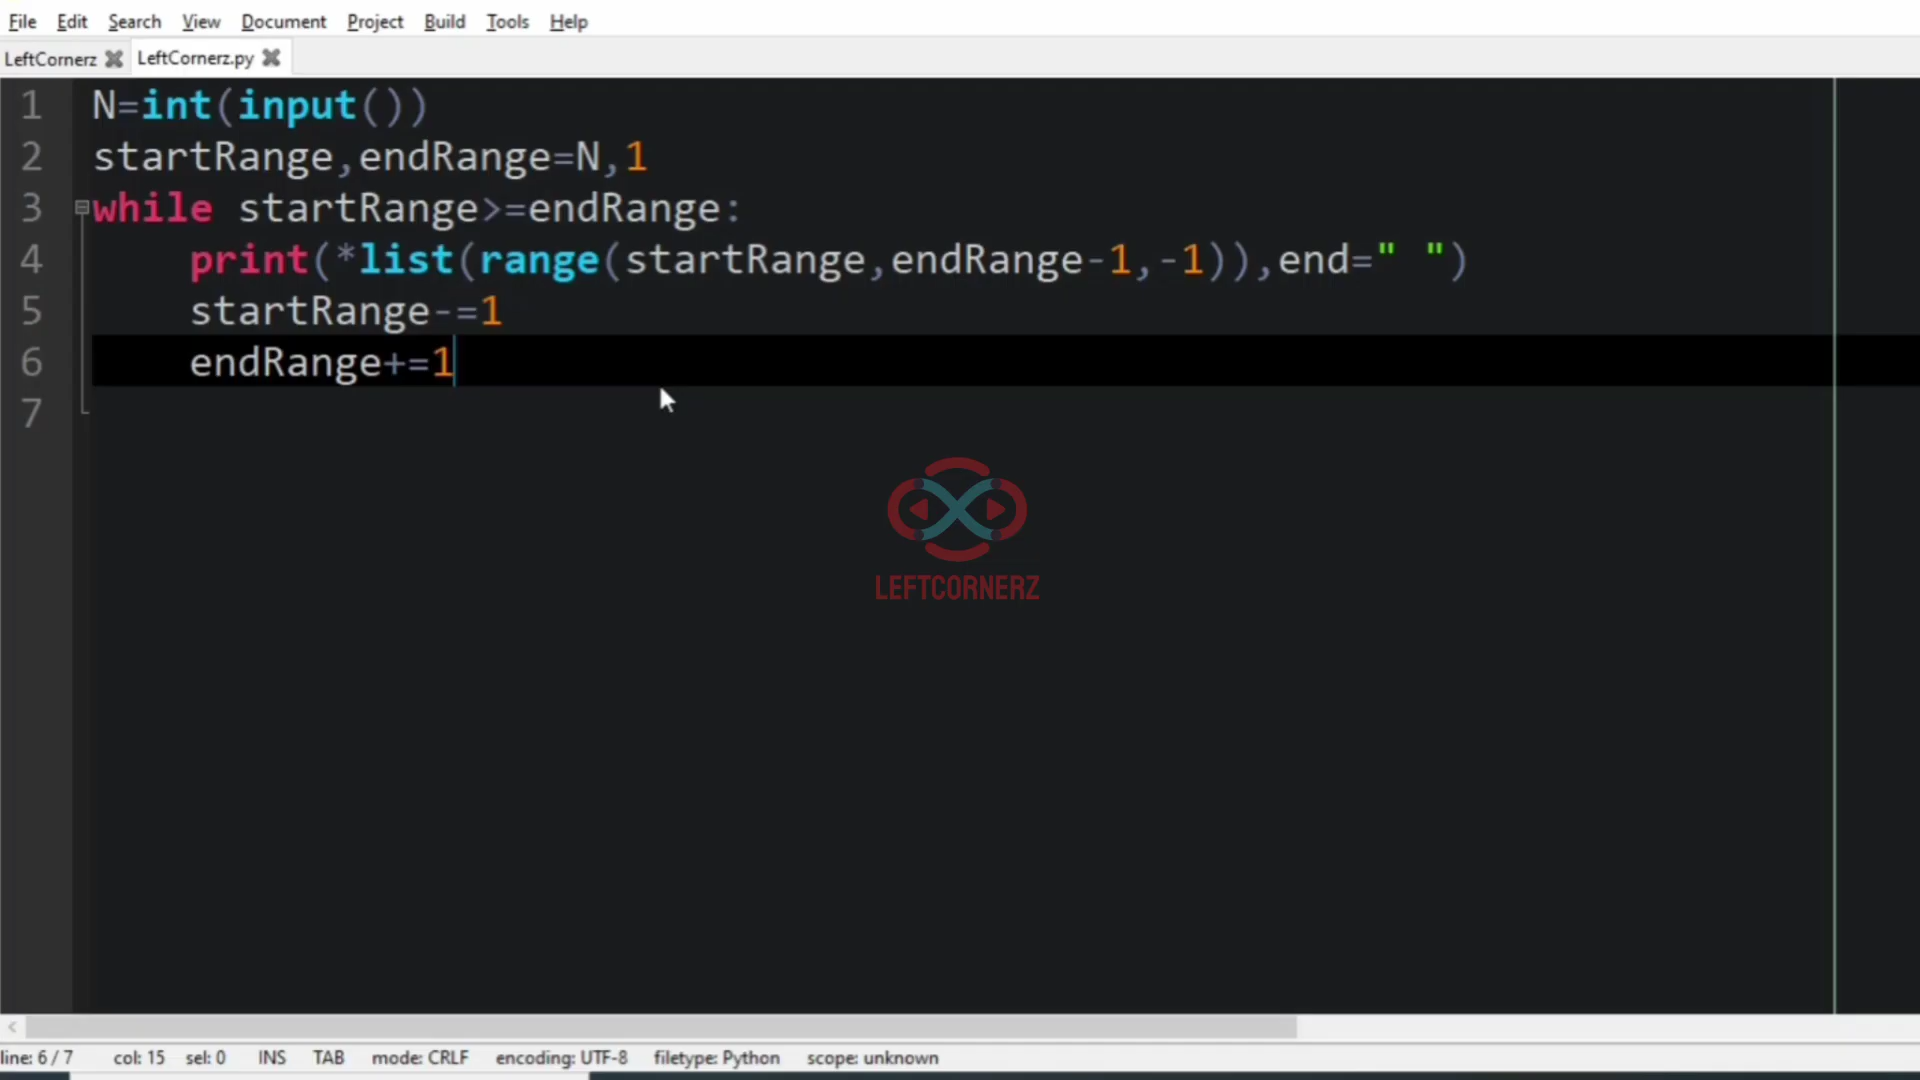 File Edit Search View Document Project Build Tools Help
LeftCornerz LeftCornerz.py
1 N=int(input())
2 startRange,endRange=N,1
3 while startRange>=endRange:
4     print(*list(range(startRange,endRange-1,-1)),end=" ")
5     startRange-=1
6     endRange+=1
7
LEFTCORNERZ
line: 6 / 7 col: 15 sel: 0 INS TAB mode: CRLF encoding: UTF-8 filetype: Python scope: unknown